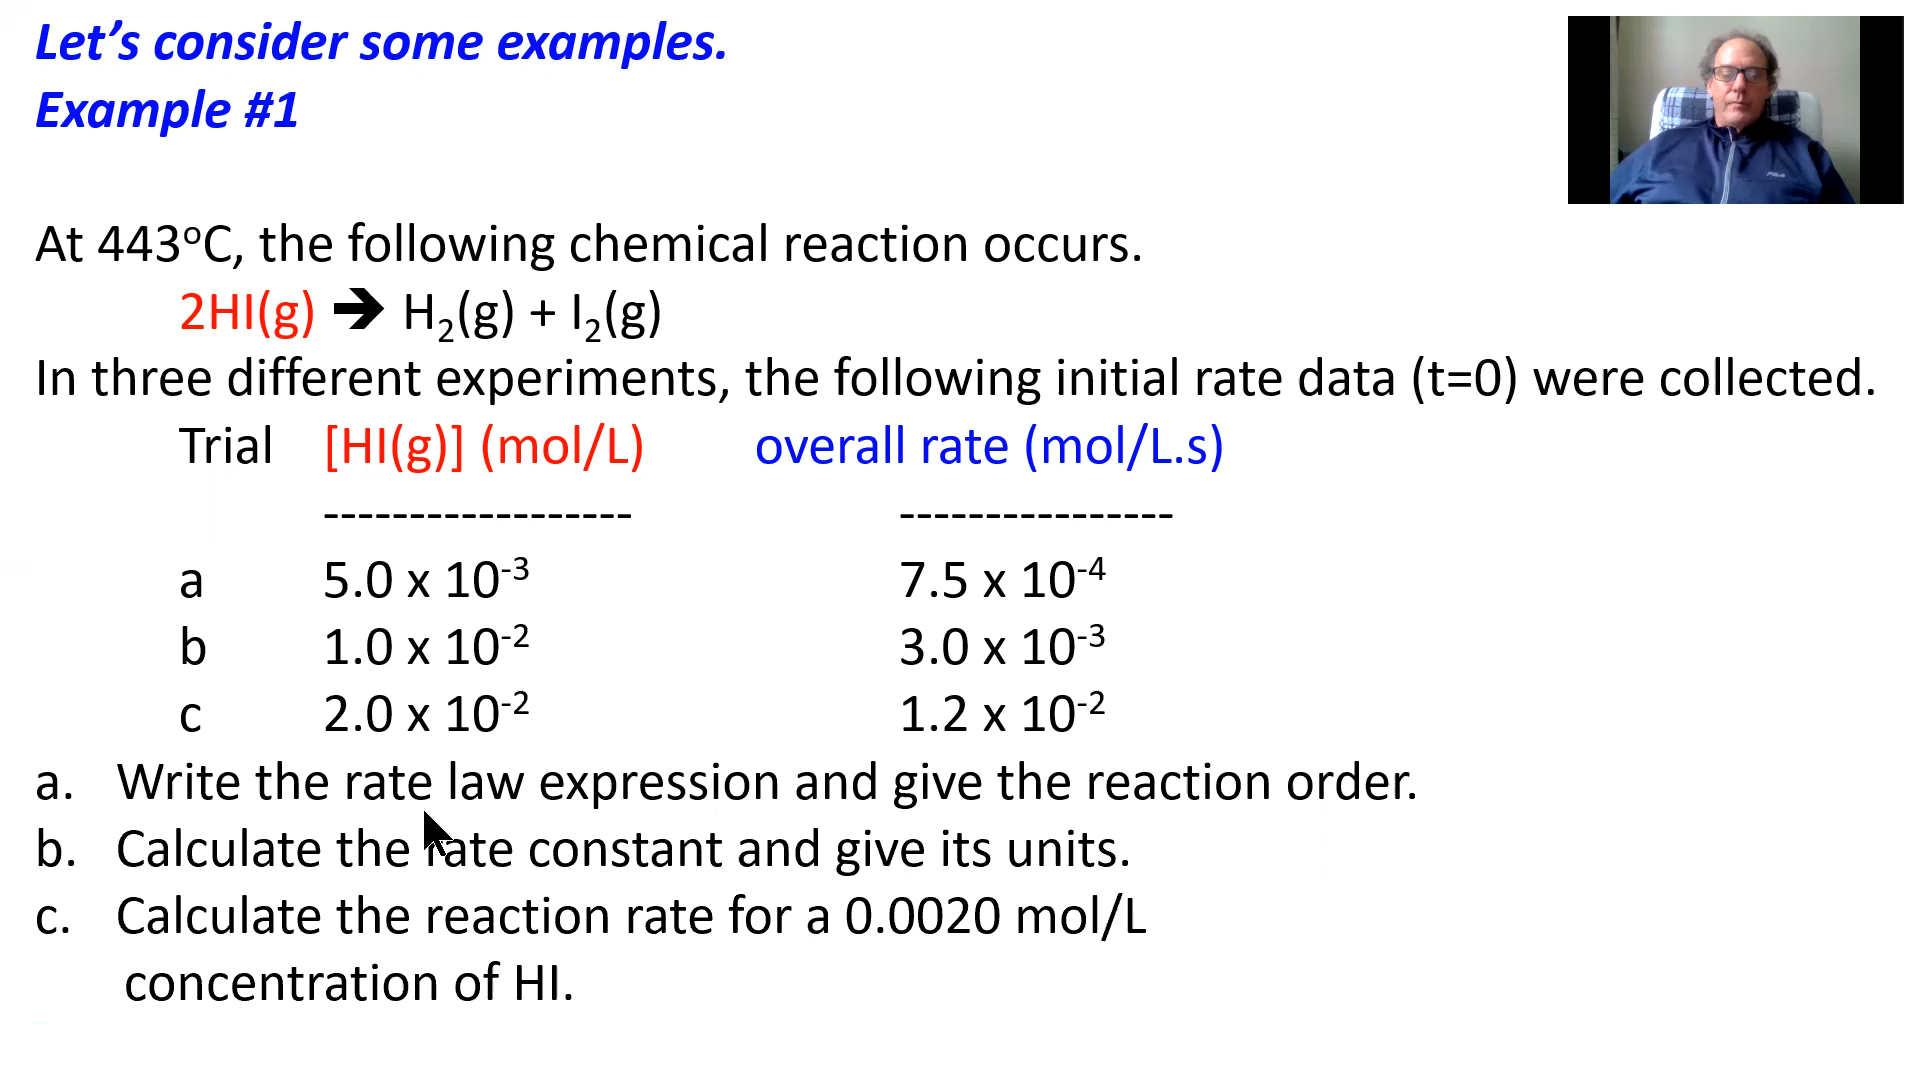 Let’s consider some examples.
Example #1
At 443°C, the following chemical reaction occurs.
2HI(g) ➔ H₂(g) + I₂(g)
In three different experiments, the following initial rate data (t=0) were collected.
Trial [HI(g)] (mol/L) overall rate (mol/L.s)
------------------ ----------------
a 5.0 x 10⁻³ 7.5 x 10⁻⁴
b 1.0 x 10⁻² 3.0 x 10⁻³
c 2.0 x 10⁻² 1.2 x 10⁻²
a. Write the rate law expression and give the reaction order.
b. Calculate the rate constant and give its units.
c. Calculate the reaction rate for a 0.0020 mol/L
concentration of HI.
FILA